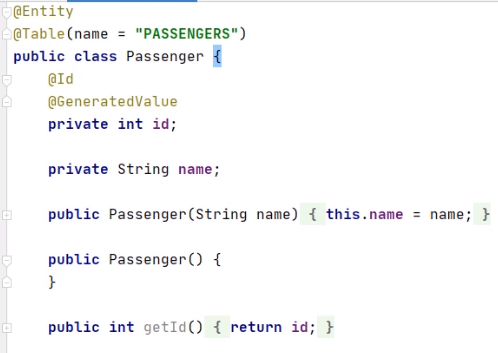 @Entity
@Table(name = "PASSENGERS")
public class Passenger {
    @Id
    @GeneratedValue
    private int id;

    private String name;

    public Passenger(String name) { this.name = name; }

    public Passenger() {
    }

    public int getId() { return id; }